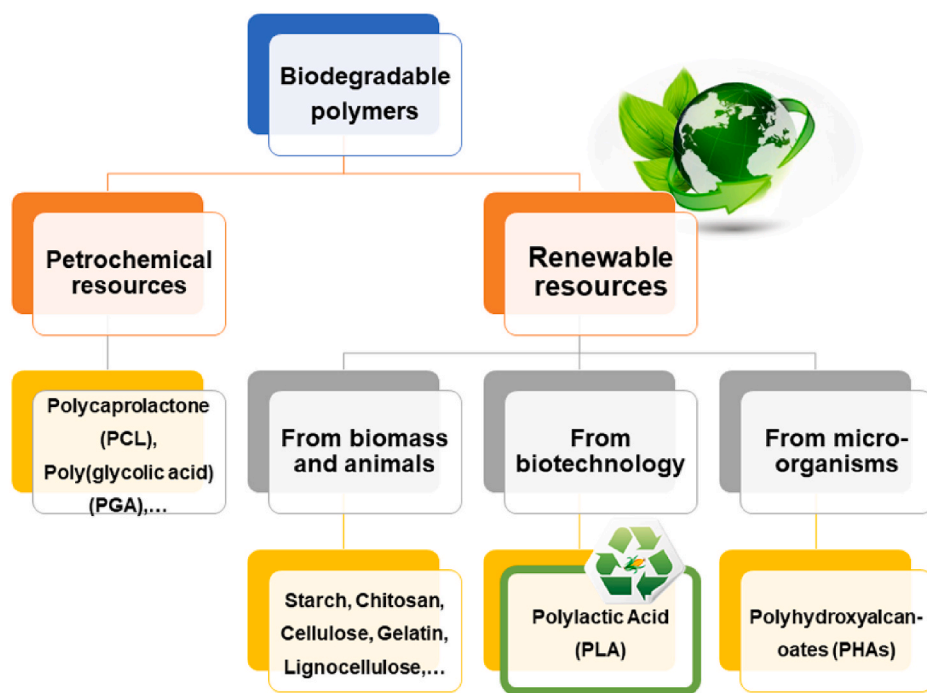 Biodegradable
polymers
Petrochemical
resources
Renewable
resources
Polycaprolactone
(PCL),
Poly(glycolic acid)
(PGA),...
From biomass
and animals
From
biotechnology
From micro-
organisms
Starch, Chitosan,
Cellulose, Gelatin,
Lignocellulose,...
Polylactic Acid
(PLA)
Polyhydroxyalcan-
oates (PHAs)